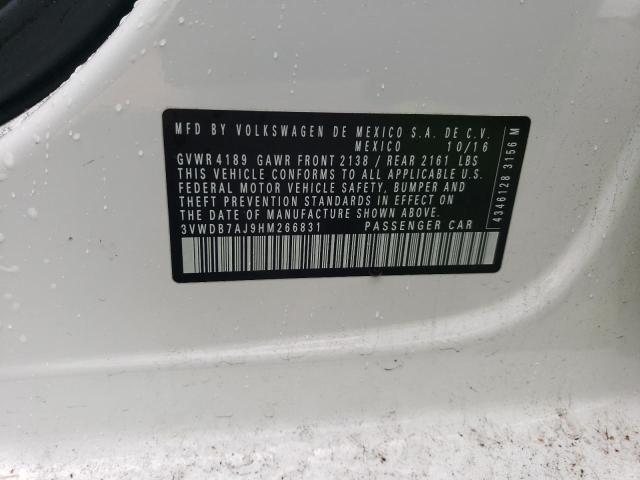 MFD BY VOLKSWAGEN DE MEXICO S.A. DE C.V.
MEXICO 10/16
GVWR 4189 GAWR FRONT 2138 / REAR 2161 LBS
THIS VEHICLE CONFORMS TO ALL APPLICABLE U.S.
FEDERAL MOTOR VEHICLE SAFETY, BUMPER AND
THEFT PREVENTION STANDARDS IN EFFECT ON
THE DATE OF MANUFACTURE SHOWN ABOVE.
3VWDB7AJ9HM266831 PASSENGER CAR
4346128 3156 M